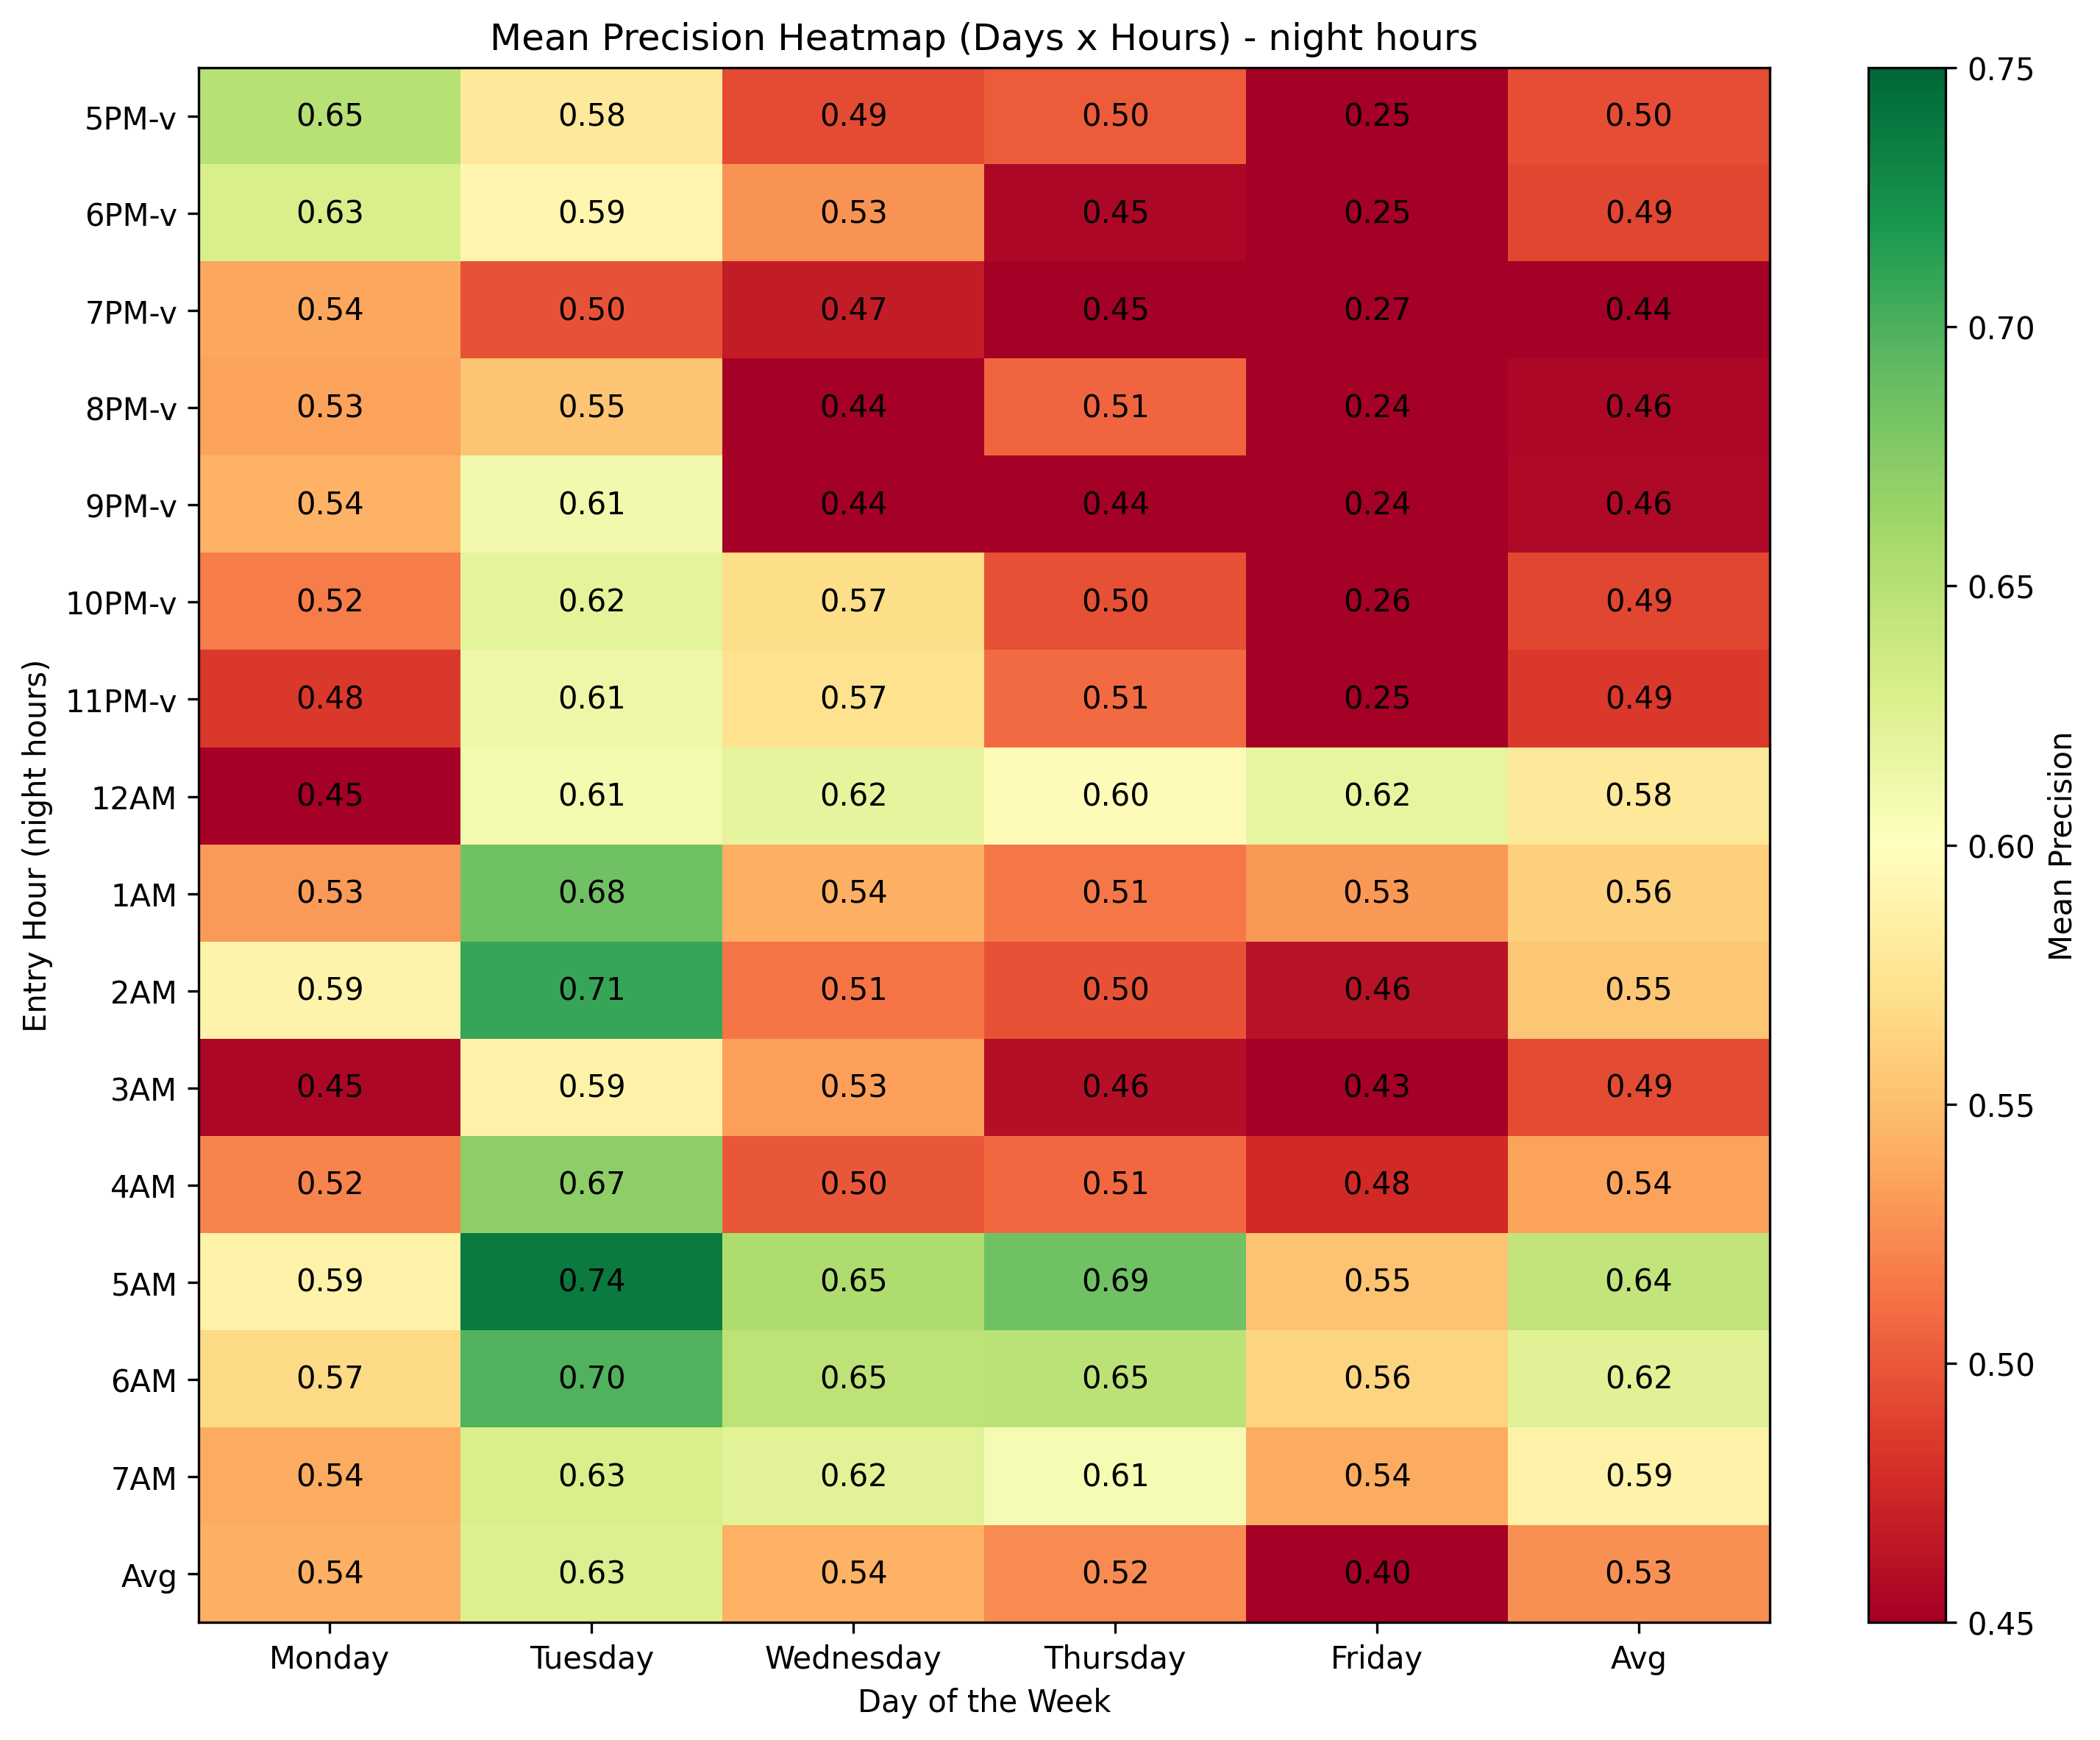 Mean Precision Heatmap (Days x Hours) - night hours
Entry Hour (night hours)
5PM-v 0.65 0.58 0.49 0.50 0.25 0.50
6PM-v 0.63 0.59 0.53 0.45 0.25 0.49
7PM-v 0.54 0.50 0.47 0.45 0.27 0.44
8PM-v 0.53 0.55 0.44 0.51 0.24 0.46
9PM-v 0.54 0.61 0.44 0.44 0.24 0.46
10PM-v 0.52 0.62 0.57 0.50 0.26 0.49
11PM-v 0.48 0.61 0.57 0.51 0.25 0.49
12AM 0.45 0.61 0.62 0.60 0.62 0.58
1AM 0.53 0.68 0.54 0.51 0.53 0.56
2AM 0.59 0.71 0.51 0.50 0.46 0.55
3AM 0.45 0.59 0.53 0.46 0.43 0.49
4AM 0.52 0.67 0.50 0.51 0.48 0.54
5AM 0.59 0.74 0.65 0.69 0.55 0.64
6AM 0.57 0.70 0.65 0.65 0.56 0.62
7AM 0.54 0.63 0.62 0.61 0.54 0.59
Avg 0.54 0.63 0.54 0.52 0.40 0.53
Monday Tuesday Wednesday Thursday Friday Avg
Day of the Week
0.75
0.70
0.65
0.60
0.55
0.50
0.45
Mean Precision